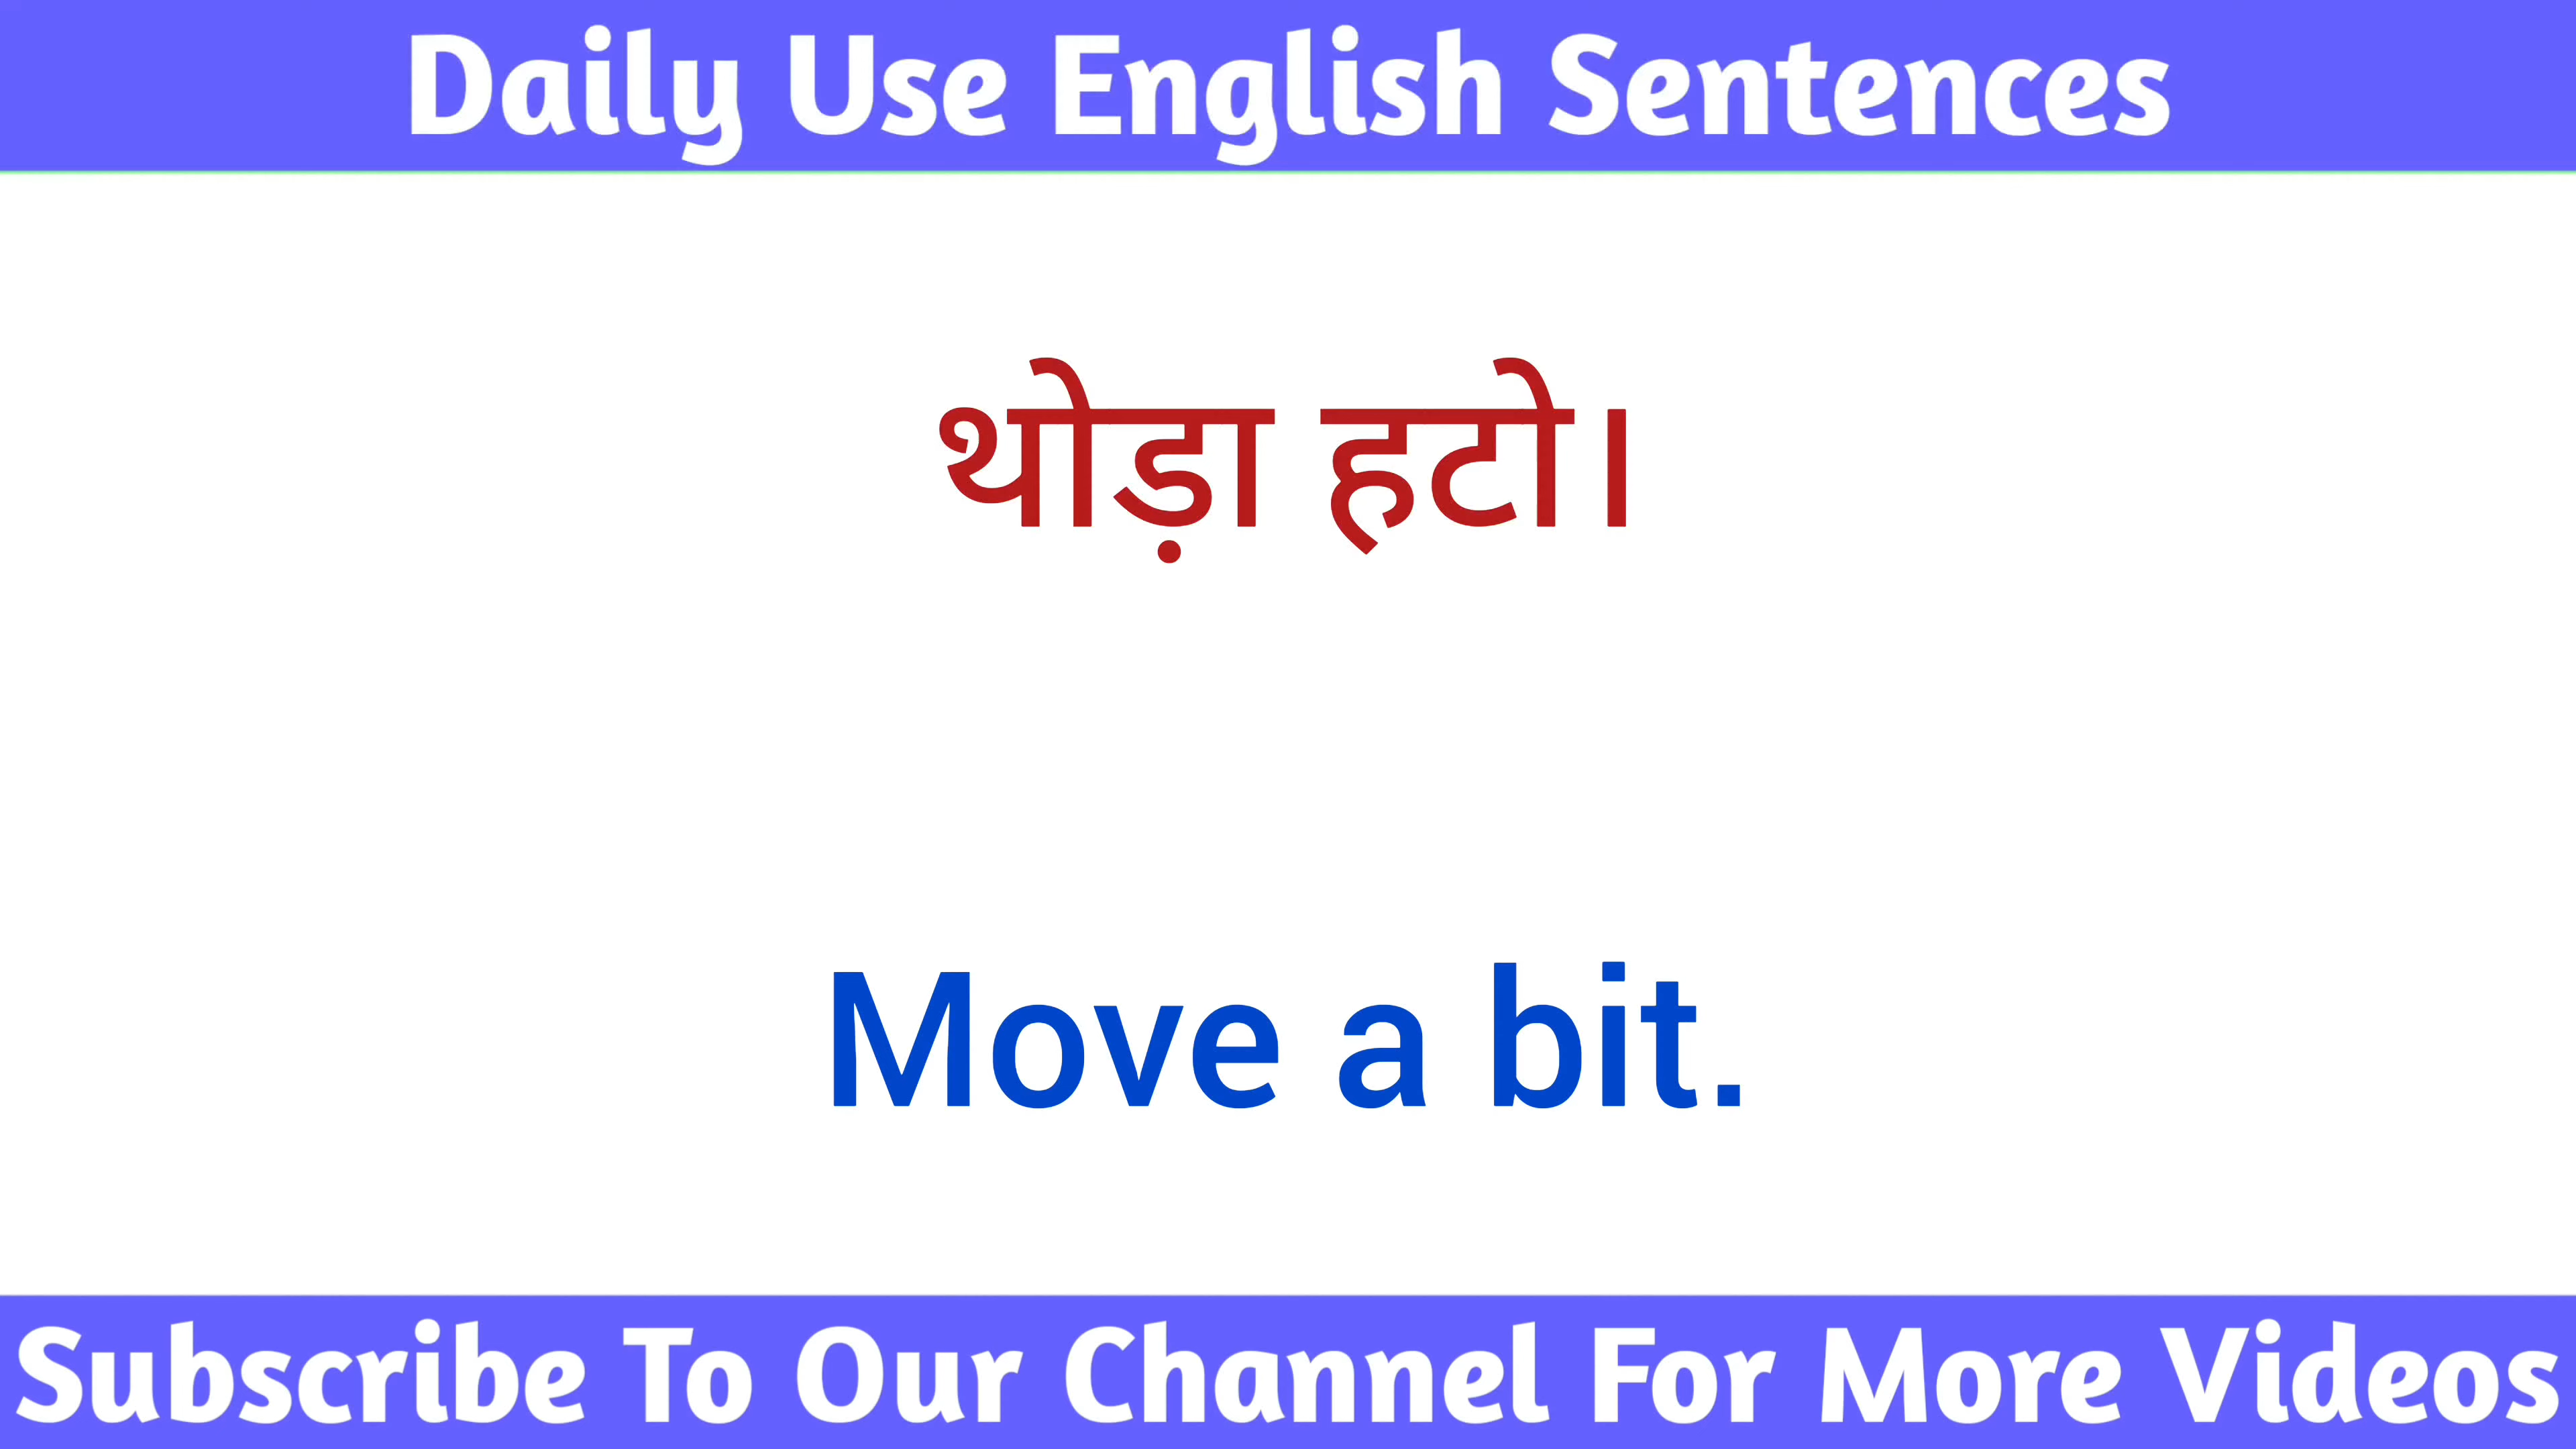 Daily Use English Sentences
थोड़ा हटो।
Move a bit.
Subscribe To Our Channel For More Videos